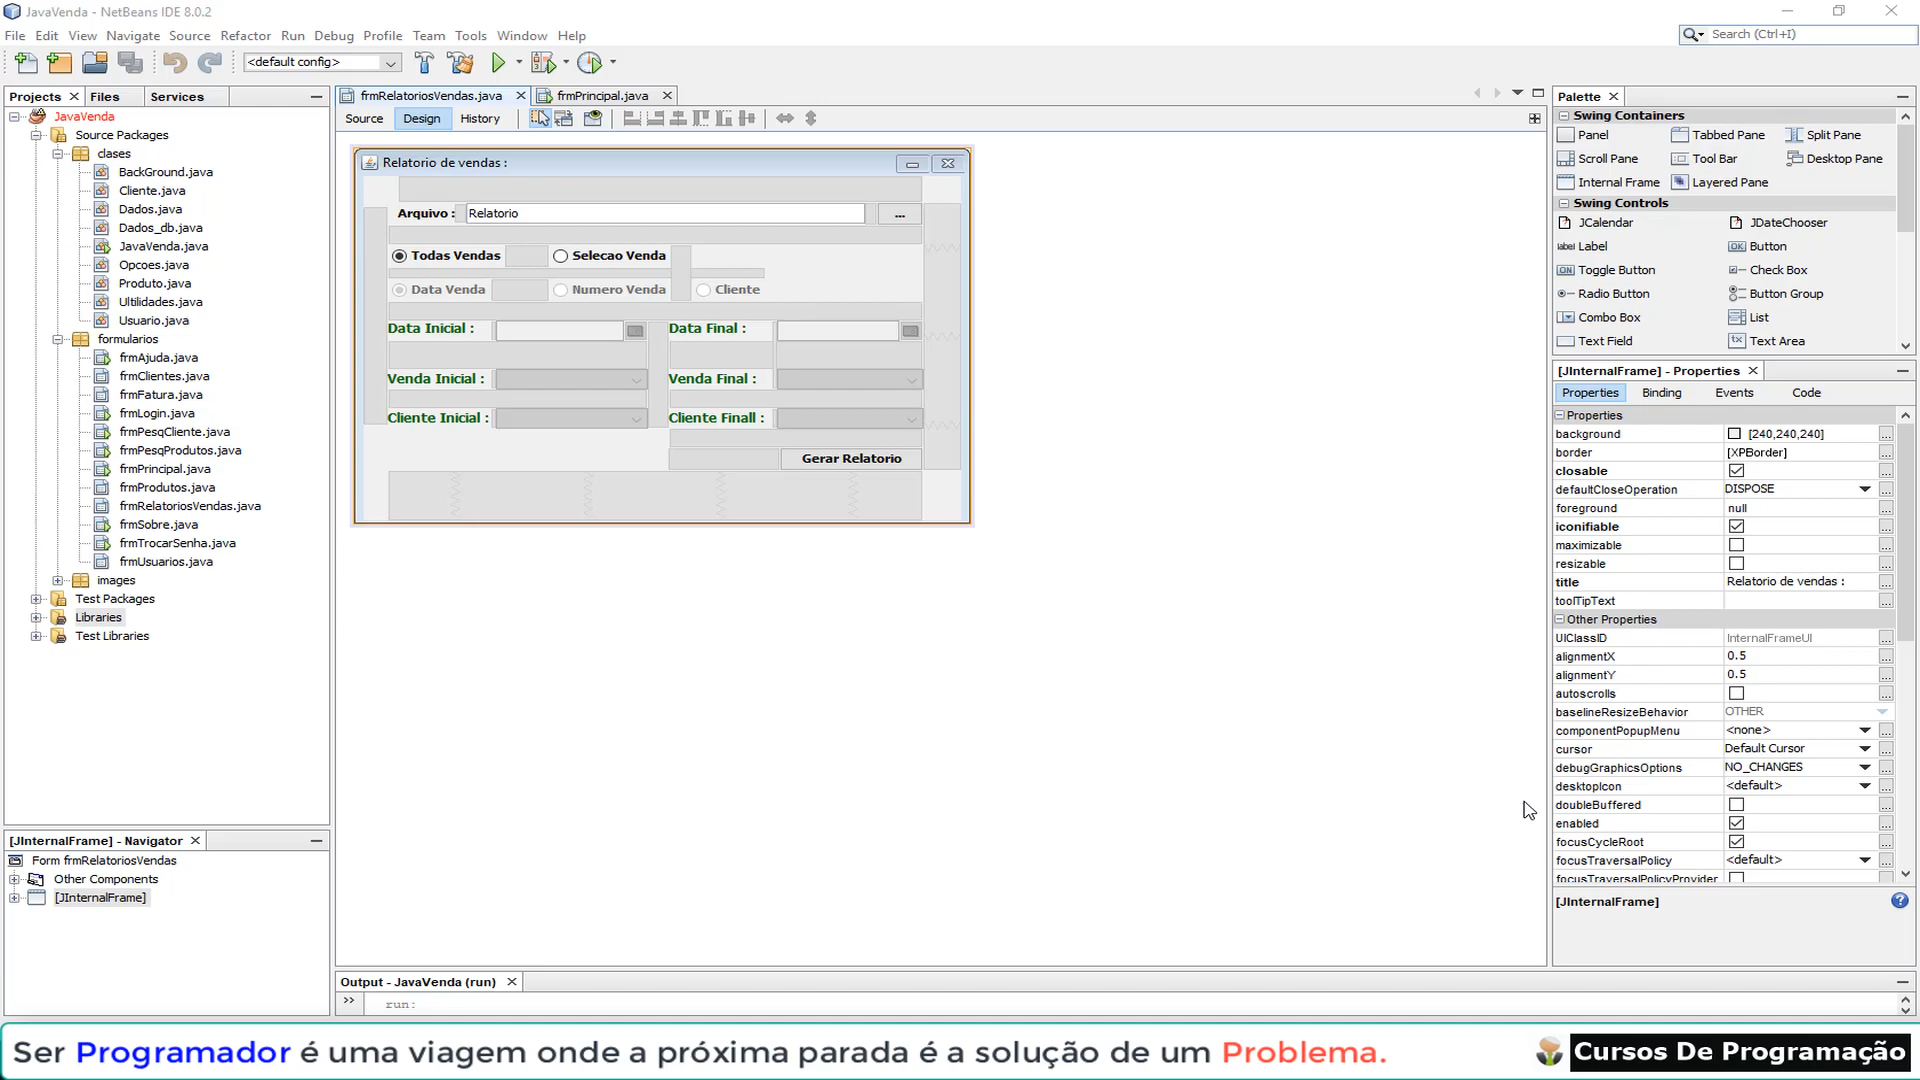 JavaVenda - NetBeans IDE 8.0.2
File Edit View Navigate Source Refactor Run Debug Profile Team Tools Window Help
Search (Ctrl+I)
<default config>
Projects Files Services
JavaVenda
Source Packages
clases
BackGround.java
Cliente.java
Dados.java
Dados_db.java
JavaVenda.java
Opcoes.java
Produto.java
Ultilidades.java
Usuario.java
formularios
frmAjuda.java
frmClientes.java
frmFatura.java
frmLogin.java
frmPesqCliente.java
frmPesqProdutos.java
frmPrincipal.java
frmProdutos.java
frmRelatoriosVendas.java
frmSobre.java
frmTrocarSenha.java
frmUsuarios.java
images
Test Packages
Libraries
Test Libraries
[JInternalFrame] - Navigator
Form frmRelatoriosVendas
Other Components
[JInternalFrame]
frmRelatoriosVendas.java frmPrincipal.java
Source Design History
Relatorio de vendas :
Arquivo : Relatorio ...
Todas Vendas Selecao Venda
Data Venda Numero Venda Cliente
Data Inicial : Data Final :
Venda Inicial : Venda Final :
Cliente Inicial : Cliente Finall :
Gerar Relatorio
Output - JavaVenda (run)
>> run:
Palette
Swing Containers
Panel Tabbed Pane Split Pane
Scroll Pane Tool Bar Desktop Pane
Internal Frame Layered Pane
Swing Controls
JCalendar JDateChooser
label Label OK Button
ON Toggle Button Check Box
Radio Button Button Group
Combo Box List
Text Field Text Area
[JInternalFrame] - Properties
Properties Binding Events Code
Properties
background [240,240,240] ...
border [XPBorder] ...
closable ...
defaultCloseOperation DISPOSE ...
foreground null ...
iconifiable ...
maximizable ...
resizable ...
title Relatorio de vendas : ...
toolTipText ...
Other Properties
UIClassID InternalFrameUI ...
alignmentX 0.5 ...
alignmentY 0.5 ...
autoscrolls ...
baselineResizeBehavior OTHER
componentPopupMenu <none> ...
cursor Default Cursor ...
debugGraphicsOptions NO_CHANGES ...
desktopIcon <default> ...
doubleBuffered ...
enabled ...
focusCycleRoot ...
focusTraversalPolicy <default> ...
focusTraversalPolicyProvider
[JInternalFrame]
Ser Programador é uma viagem onde a próxima parada é a solução de um Problema.
Cursos De Programação